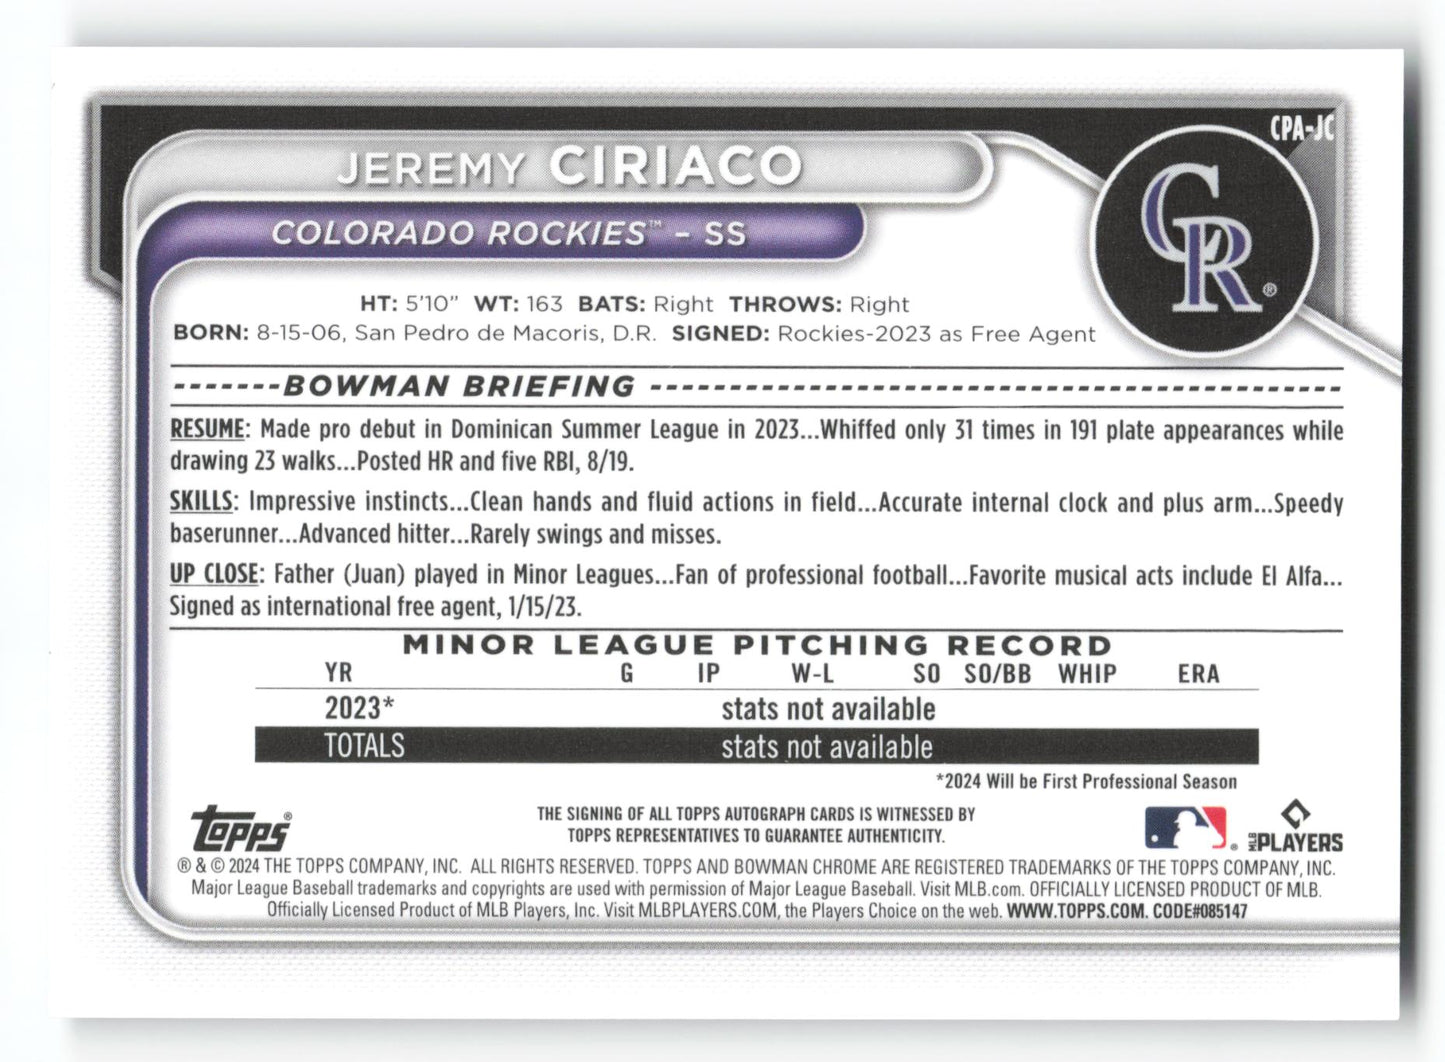 CPA-JC
JEREMY CIRIACO
COLORADO ROCKIES™ - SS
CR®
HT: 5'10" WT: 163 BATS: Right THROWS: Right
BORN: 8-15-06, San Pedro de Macoris, D.R. SIGNED: Rockies-2023 as Free Agent
-------BOWMAN BRIEFING ----------------------------------------
RESUME: Made pro debut in Dominican Summer League in 2023...Whiffed only 31 times in 191 plate appearances while
drawing 23 walks...Posted HR and five RBI, 8/19.
SKILLS: Impressive instincts...Clean hands and fluid actions in field...Accurate internal clock and plus arm...Speedy
baserunner...Advanced hitter...Rarely swings and misses.
UP CLOSE: Father (Juan) played in Minor Leagues...Fan of professional football...Favorite musical acts include El Alfa...
Signed as international free agent, 1/15/23.
MINOR LEAGUE PITCHING RECORD
YR G IP W-L SO SO/BB WHIP ERA
2023* stats not available
TOTALS stats not available
*2024 Will be First Professional Season
THE SIGNING OF ALL TOPPS AUTOGRAPH CARDS IS WITNESSED BY
TOPPS REPRESENTATIVES TO GUARANTEE AUTHENTICITY.
Topps®
®
MLB PLAYERS
® & © 2024 THE TOPPS COMPANY, INC. ALL RIGHTS RESERVED. TOPPS AND BOWMAN CHROME ARE REGISTERED TRADEMARKS OF THE TOPPS COMPANY, INC.
Major League Baseball trademarks and copyrights are used with permission of Major League Baseball. Visit MLB.com. OFFICIALLY LICENSED PRODUCT OF MLB.
Officially Licensed Product of MLB Players, Inc. Visit MLBPLAYERS.COM, the Players Choice on the web. WWW.TOPPS.COM. CODE#085147